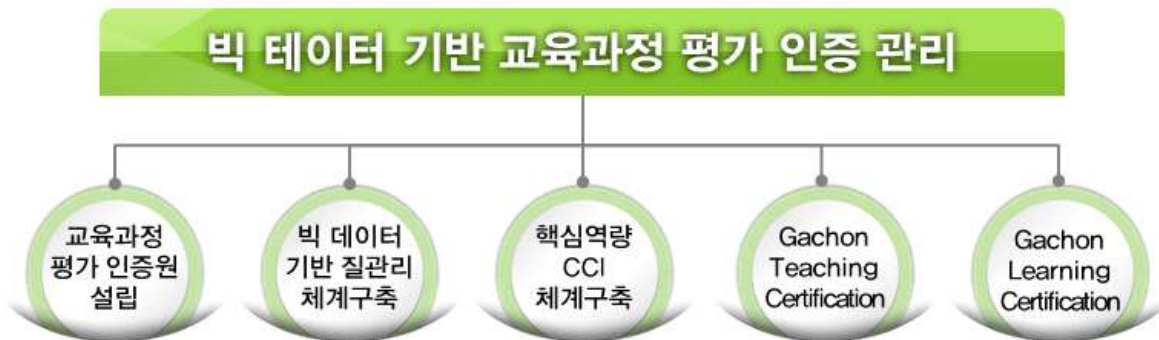 빅 테이터 기반 교육과정 평가 인증 관리
교육과정
평가 인증원
설립
빅 데이터
기반 질관리
체계구축
핵심역량
CCI
체계구축
Gachon
Teaching
Certification
Gachon
Learning
Certification